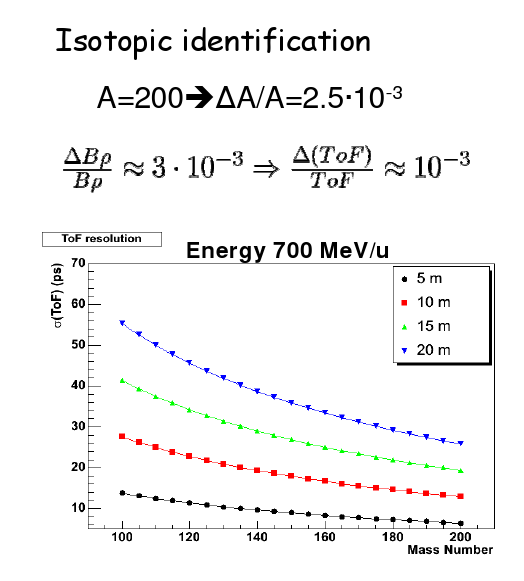 Isotopic identification
A=200➔ΔA/A=2.5·10⁻³
ΔBρ/Bρ ≈ 3 · 10⁻³ ⇒ Δ(ToF)/ToF ≈ 10⁻³
ToF resolution
Energy 700 MeV/u
σ(ToF) (ps)
70
60
50
40
30
20
10
5 m
10 m
15 m
20 m
100 120 140 160 180 200
Mass Number